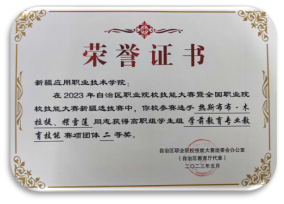 荣誉证书
新疆应用职业技术学院：
在2023年自治区职业院校技能大赛暨全国职业院
校技能大赛新疆选拔赛中，你校参赛选手 热斯布布·木
拉提、程雪莲 同志获得高职组学生组 学前教育专业教
育技能 赛项团体 二 等奖。
自治区职业院校技能大赛组委会办公室
（自治区教育厅代章）
二〇二三年五月